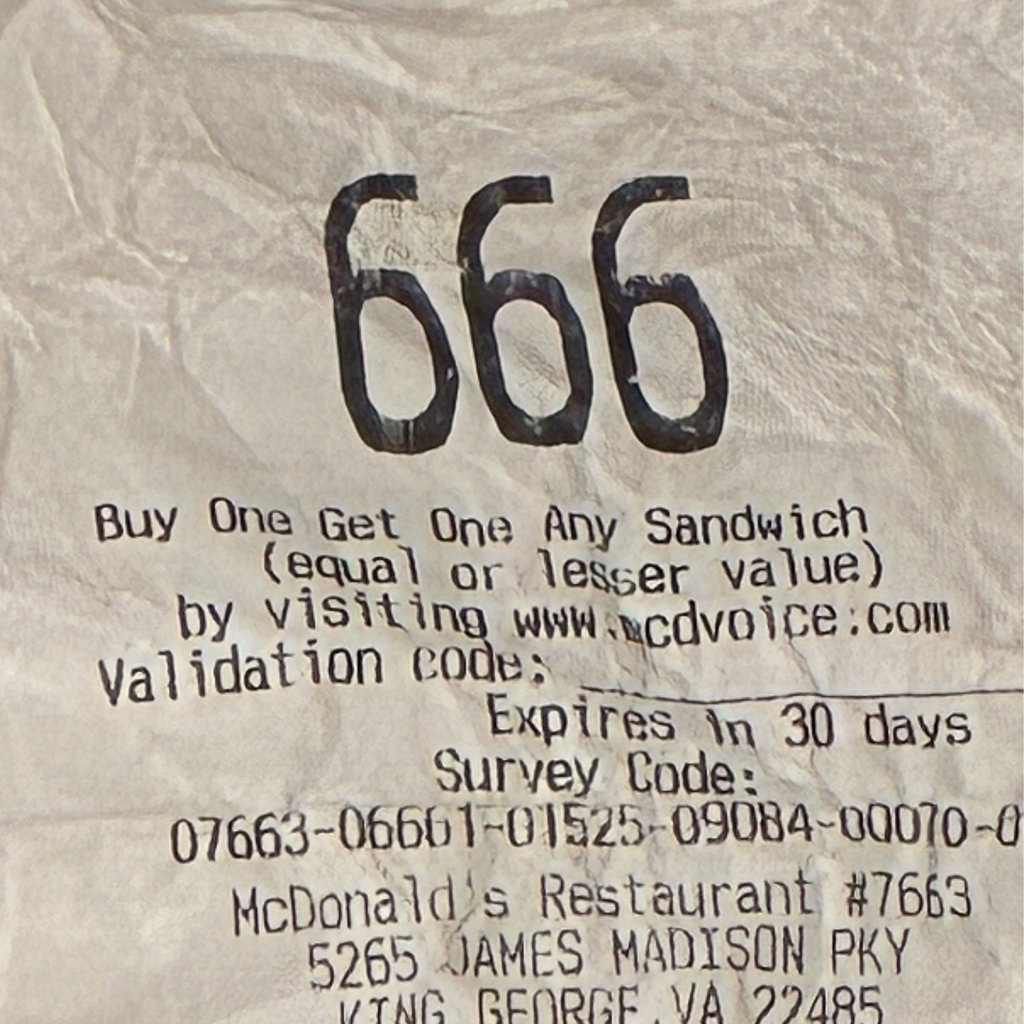 666
Buy One Get One Any Sandwich
(equal or lesser value)
by visiting www.mcdvoice.com
Validation code:
Expires in 30 days
Survey Code:
07663-06661-01525-09084-00070-0
McDonald's Restaurant #7663
5265 JAMES MADISON PKY
KING GEORGE,VA 22485